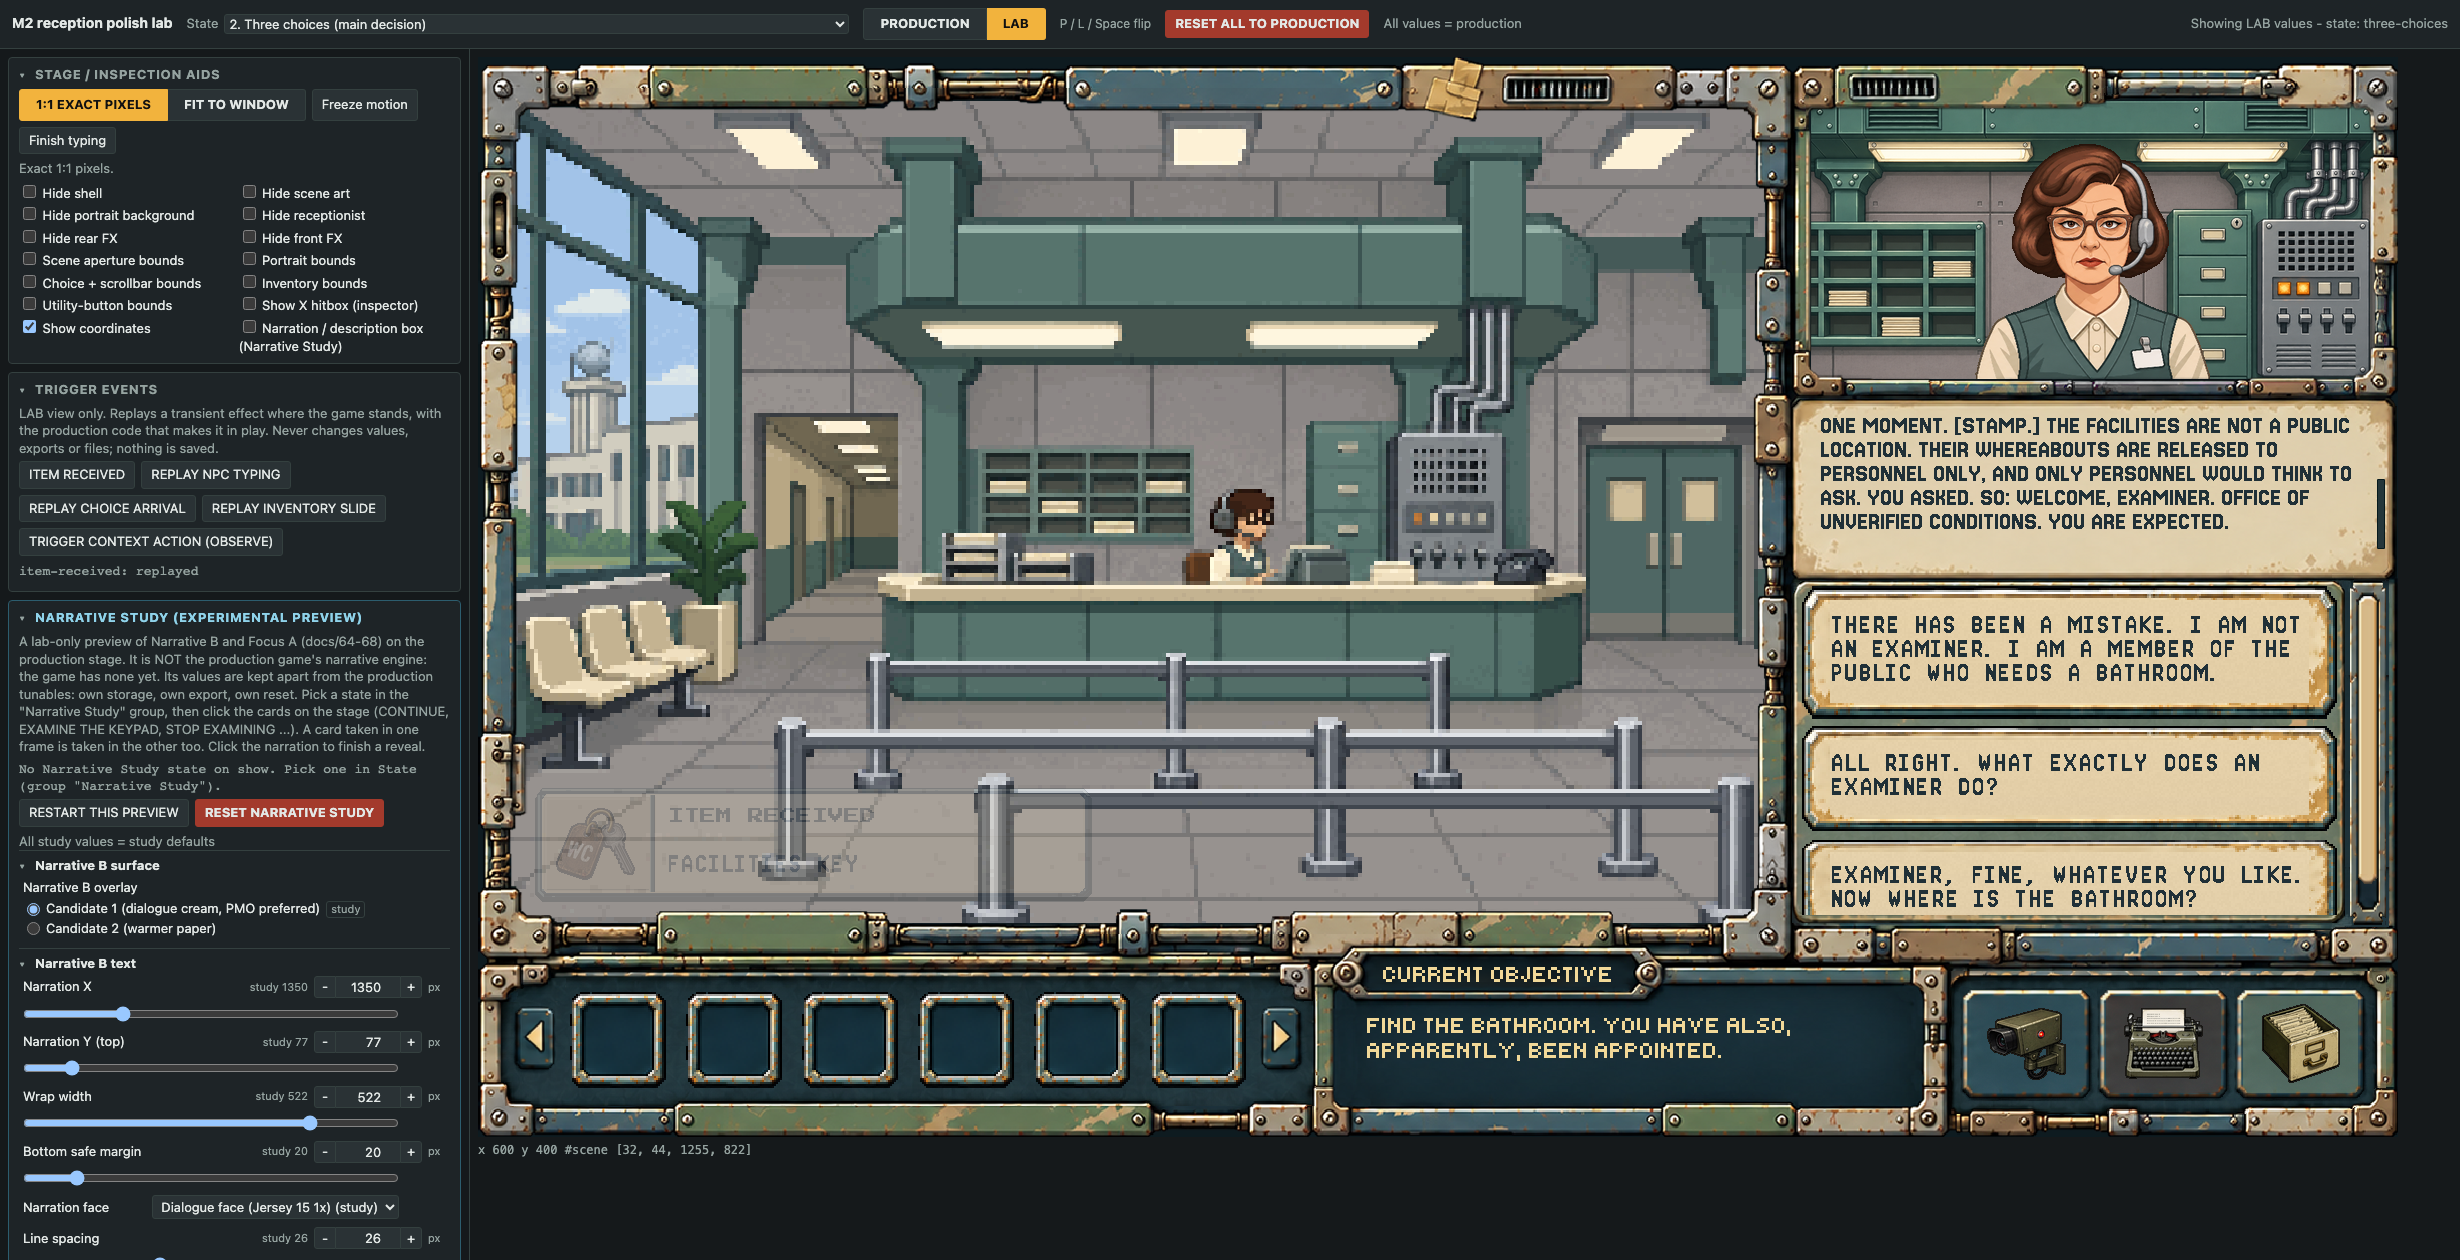 M2 reception polish lab
State
2. Three choices (main decision)
PRODUCTION
LAB
P / L / Space flip
RESET ALL TO PRODUCTION
All values = production
Showing LAB values - state: three-choices
STAGE / INSPECTION AIDS
1:1 EXACT PIXELS
FIT TO WINDOW
Freeze motion
Finish typing
Exact 1:1 pixels.
Hide shell
Hide scene art
Hide portrait background
Hide receptionist
Hide rear FX
Hide front FX
Scene aperture bounds
Portrait bounds
Choice + scrollbar bounds
Inventory bounds
Utility-button bounds
Show X hitbox (inspector)
Show coordinates
Narration / description box
(Narrative Study)
TRIGGER EVENTS
LAB view only. Replays a transient effect where the game stands, with
the production code that makes it in play. Never changes values,
exports or files; nothing is saved.
ITEM RECEIVED
REPLAY NPC TYPING
REPLAY CHOICE ARRIVAL
REPLAY INVENTORY SLIDE
TRIGGER CONTEXT ACTION (OBSERVE)
item-received: replayed
NARRATIVE STUDY (EXPERIMENTAL PREVIEW)
A lab-only preview of Narrative B and Focus A (docs/64-68) on the
production stage. It is NOT the production game's narrative engine:
the game has none yet. Its values are kept apart from the production
tunables: own storage, own export, own reset. Pick a state in the
"Narrative Study" group, then click the cards on the stage (CONTINUE,
EXAMINE THE KEYPAD, STOP EXAMINING ...). A card taken in one
frame is taken in the other too. Click the narration to finish a reveal.
No Narrative Study state on show. Pick one in State
(group "Narrative Study").
RESTART THIS PREVIEW
RESET NARRATIVE STUDY
All study values = study defaults
Narrative B surface
Narrative B overlay
Candidate 1 (dialogue cream, PMO preferred)
study
Candidate 2 (warmer paper)
Narrative B text
Narration X
study 1350
-
1350
+
px
Narration Y (top)
study 77
-
77
+
px
Wrap width
study 522
-
522
+
px
Bottom safe margin
study 20
-
20
+
px
Narration face
Dialogue face (Jersey 15 1x) (study)
Line spacing
study 26
-
26
+
px
ITEM RECEIVED
WC
FACILITIES KEY
ONE MOMENT. [STAMP.] THE FACILITIES ARE NOT A PUBLIC
LOCATION. THEIR WHEREABOUTS ARE RELEASED TO
PERSONNEL ONLY, AND ONLY PERSONNEL WOULD THINK TO
ASK. YOU ASKED. SO: WELCOME, EXAMINER. OFFICE OF
UNVERIFIED CONDITIONS. YOU ARE EXPECTED.
THERE HAS BEEN A MISTAKE. I AM NOT
AN EXAMINER. I AM A MEMBER OF THE
PUBLIC WHO NEEDS A BATHROOM.
ALL RIGHT. WHAT EXACTLY DOES AN
EXAMINER DO?
EXAMINER, FINE, WHATEVER YOU LIKE.
NOW WHERE IS THE BATHROOM?
CURRENT OBJECTIVE
FIND THE BATHROOM. YOU HAVE ALSO,
APPARENTLY, BEEN APPOINTED.
x 600 y 400 #scene [32, 44, 1255, 822]